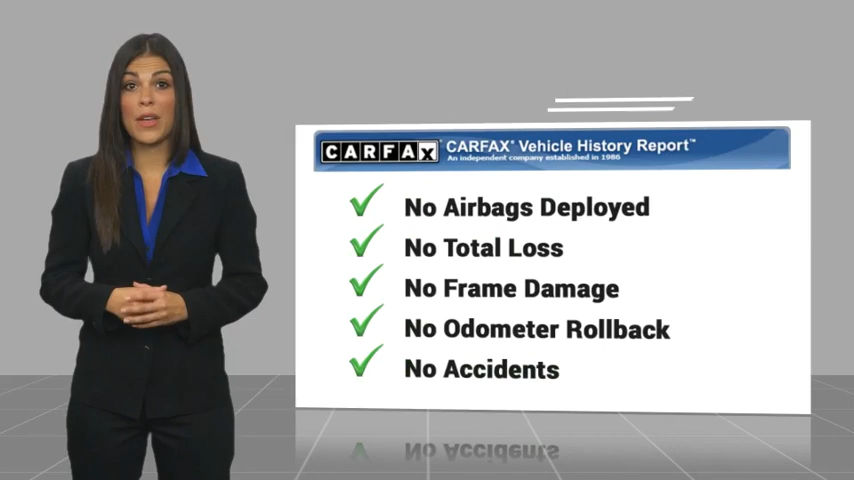 CARFAX CARFAX® Vehicle History Report™
An independent company established in 1986
No Airbags Deployed
No Total Loss
No Frame Damage
No Odometer Rollback
No Accidents
No Accidents